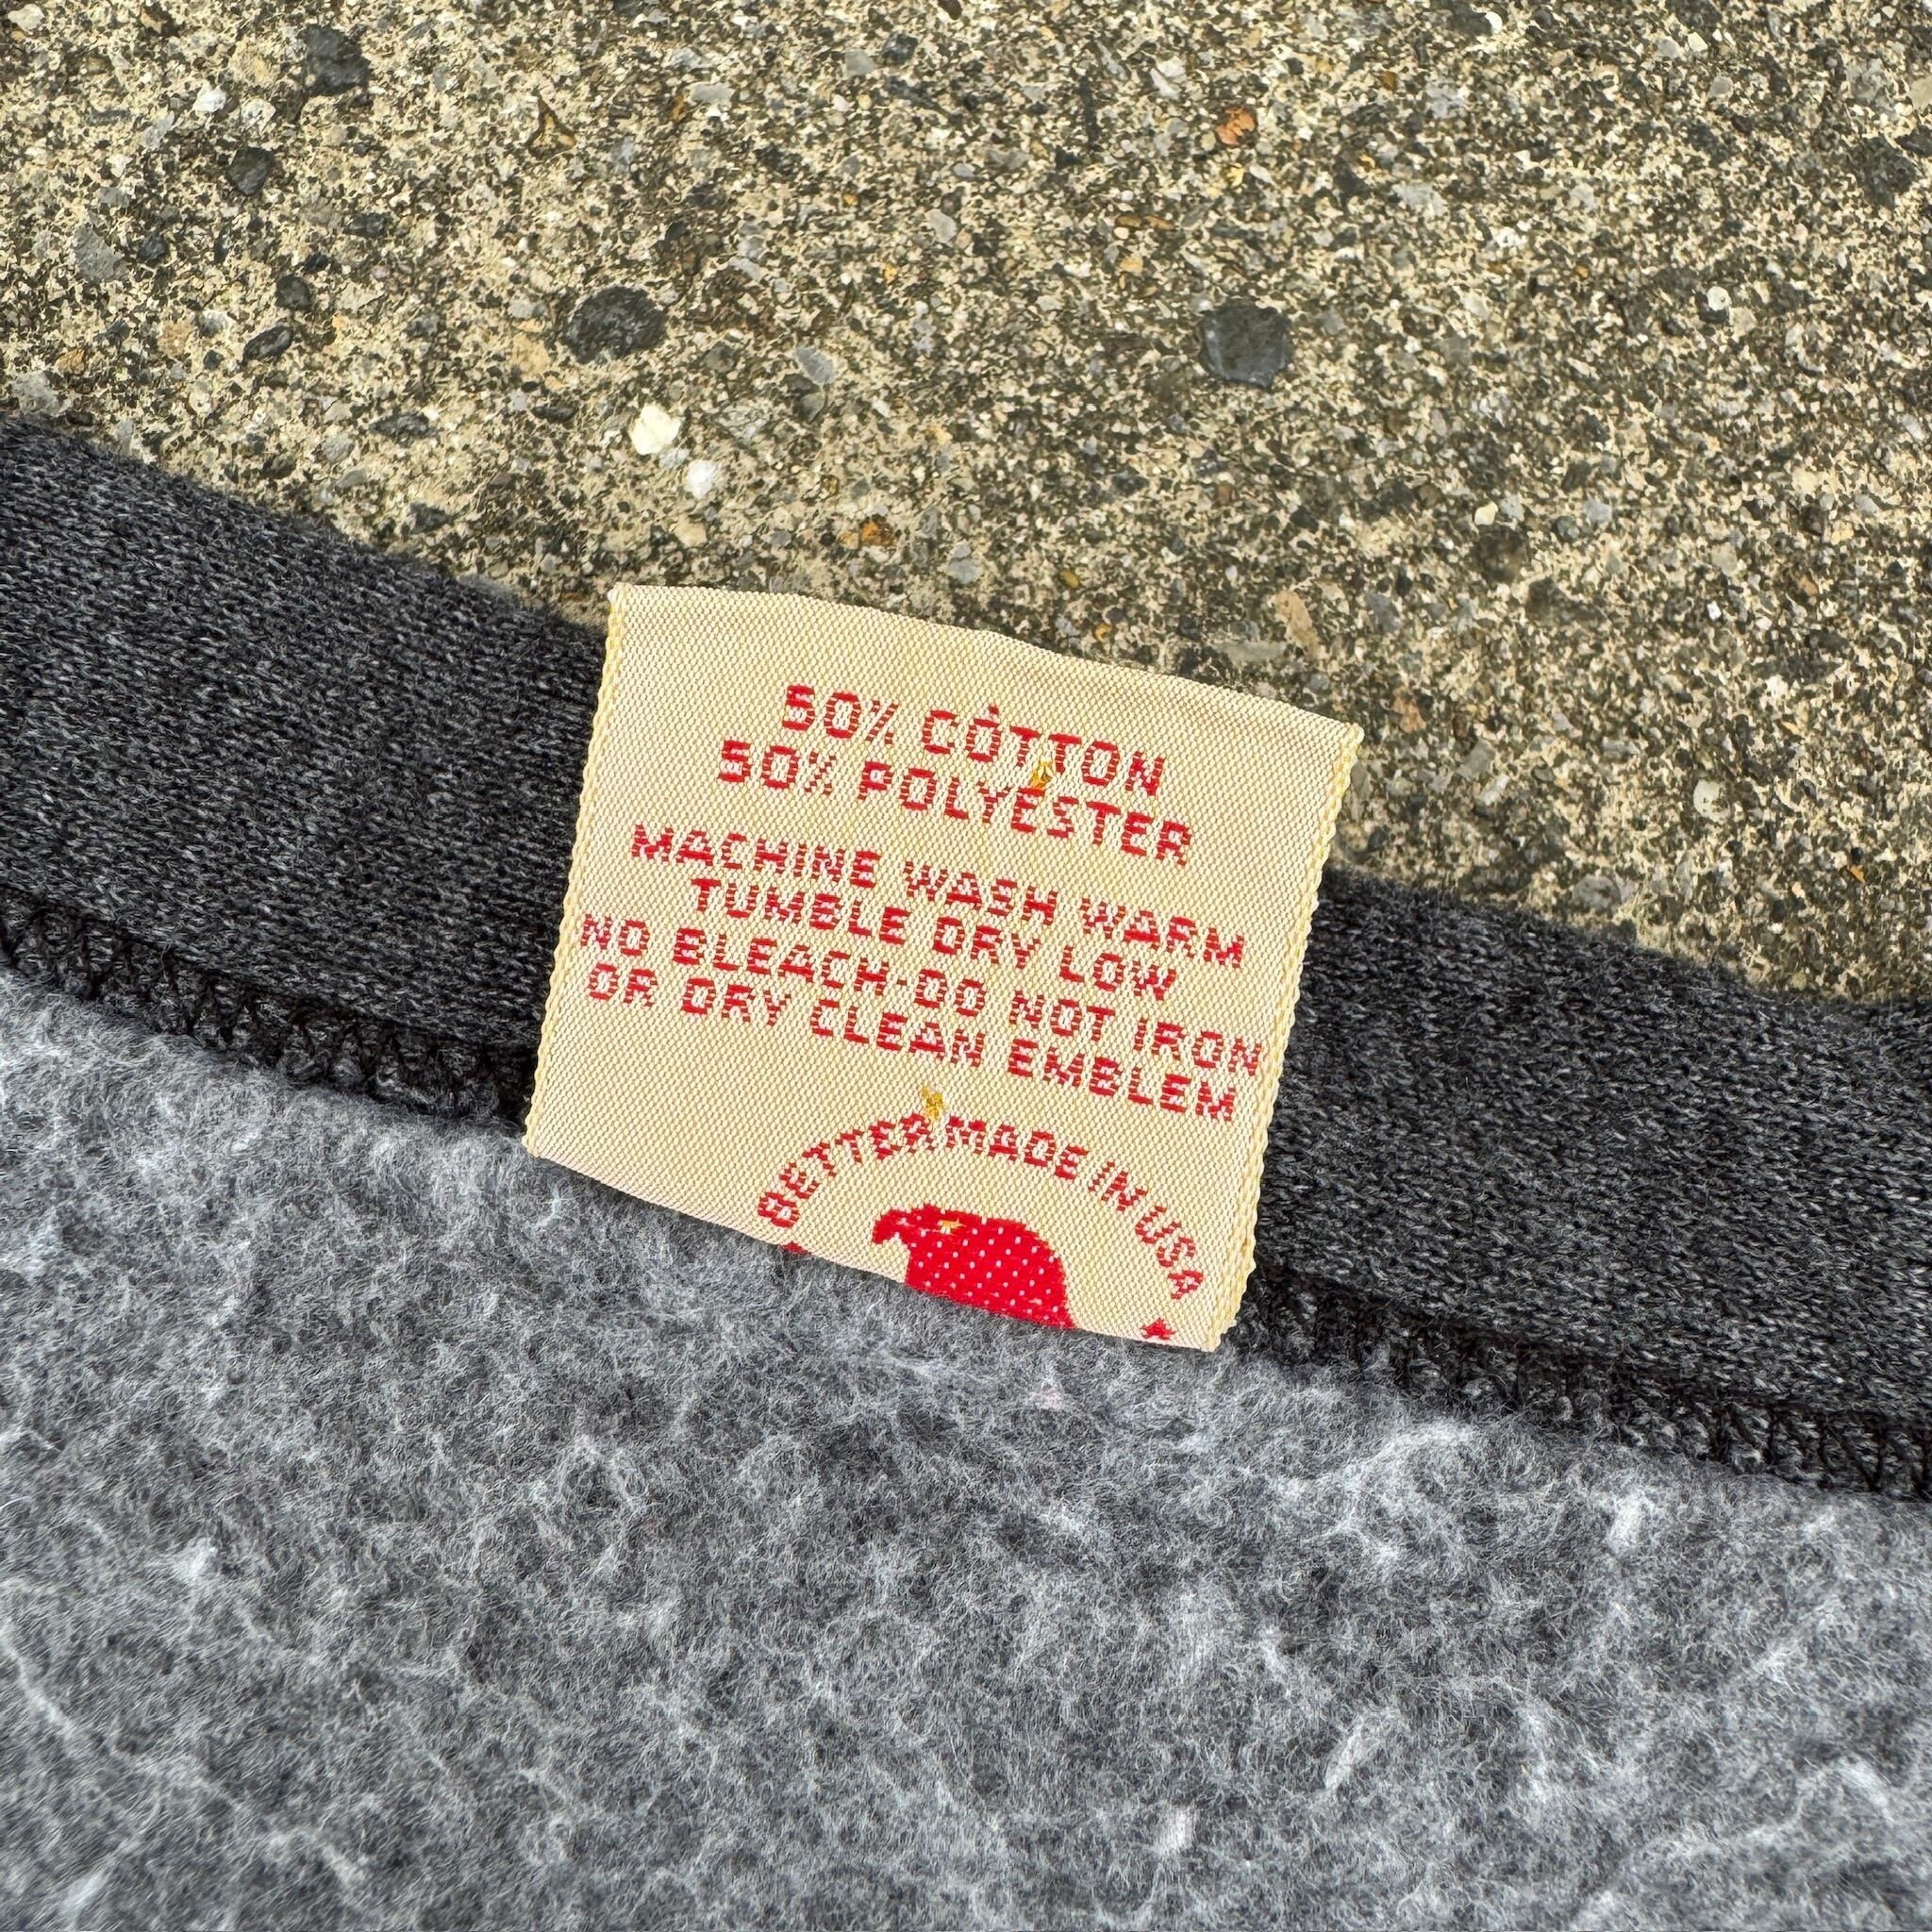 50% COTTON
50% POLYESTER
MACHINE WASH WARM
TUMBLE DRY LOW
NO BLEACH-DO NOT IRON
OR DRY CLEAN EMBLEM
BETTER MADE IN USA